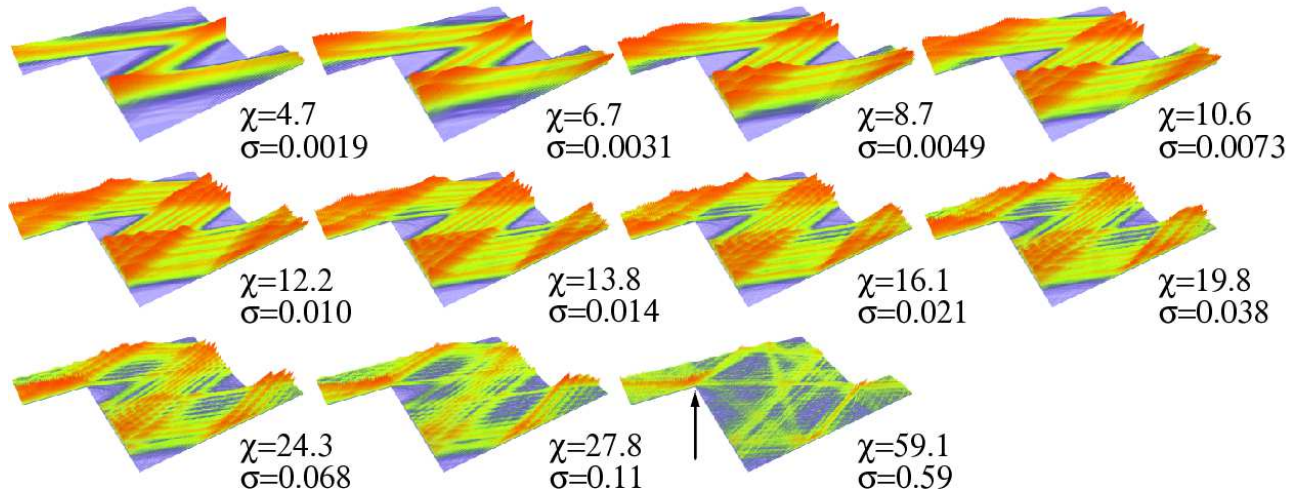 χ=4.7
σ=0.0019
χ=6.7
σ=0.0031
χ=8.7
σ=0.0049
χ=10.6
σ=0.0073
χ=12.2
σ=0.010
χ=13.8
σ=0.014
χ=16.1
σ=0.021
χ=19.8
σ=0.038
χ=24.3
σ=0.068
χ=27.8
σ=0.11
χ=59.1
σ=0.59